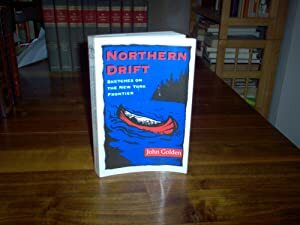 NORTHERN
DRIFT
SKETCHES ON
THE NEW YORK
FRONTIER
John Golden